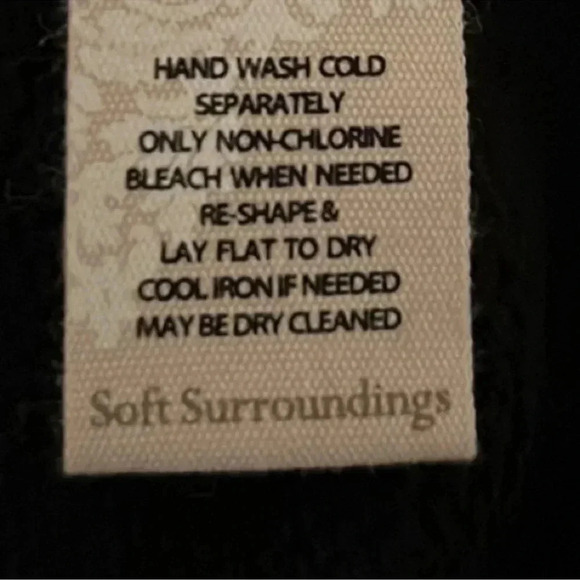 HAND WASH COLD
SEPARATELY
ONLY NON-CHLORINE
BLEACH WHEN NEEDED
RE-SHAPE &
LAY FLAT TO DRY
COOL IRON IF NEEDED
MAY BE DRY CLEANED
Soft Surroundings